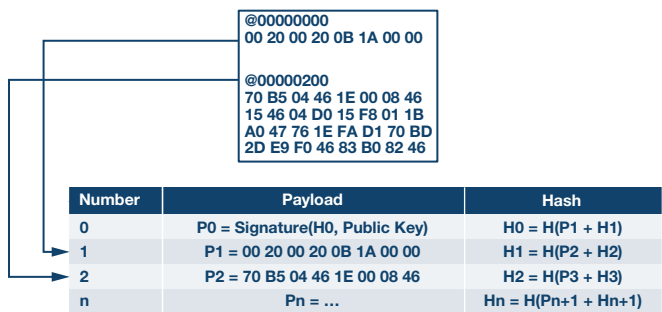 @00000000
00 20 00 20 0B 1A 00 00
@00000200
70 B5 04 46 1E 00 08 46
15 46 04 D0 15 F8 01 1B
A0 47 76 1E FA D1 70 BD
2D E9 F0 46 83 B0 82 46
Number Payload Hash
0 P0 = Signature(H0, Public Key) H0 = H(P1 + H1)
1 P1 = 00 20 00 20 0B 1A 00 00 H1 = H(P2 + H2)
2 P2 = 70 B5 04 46 1E 00 08 46 H2 = H(P3 + H3)
n Pn = … Hn = H(Pn+1 + Hn+1)